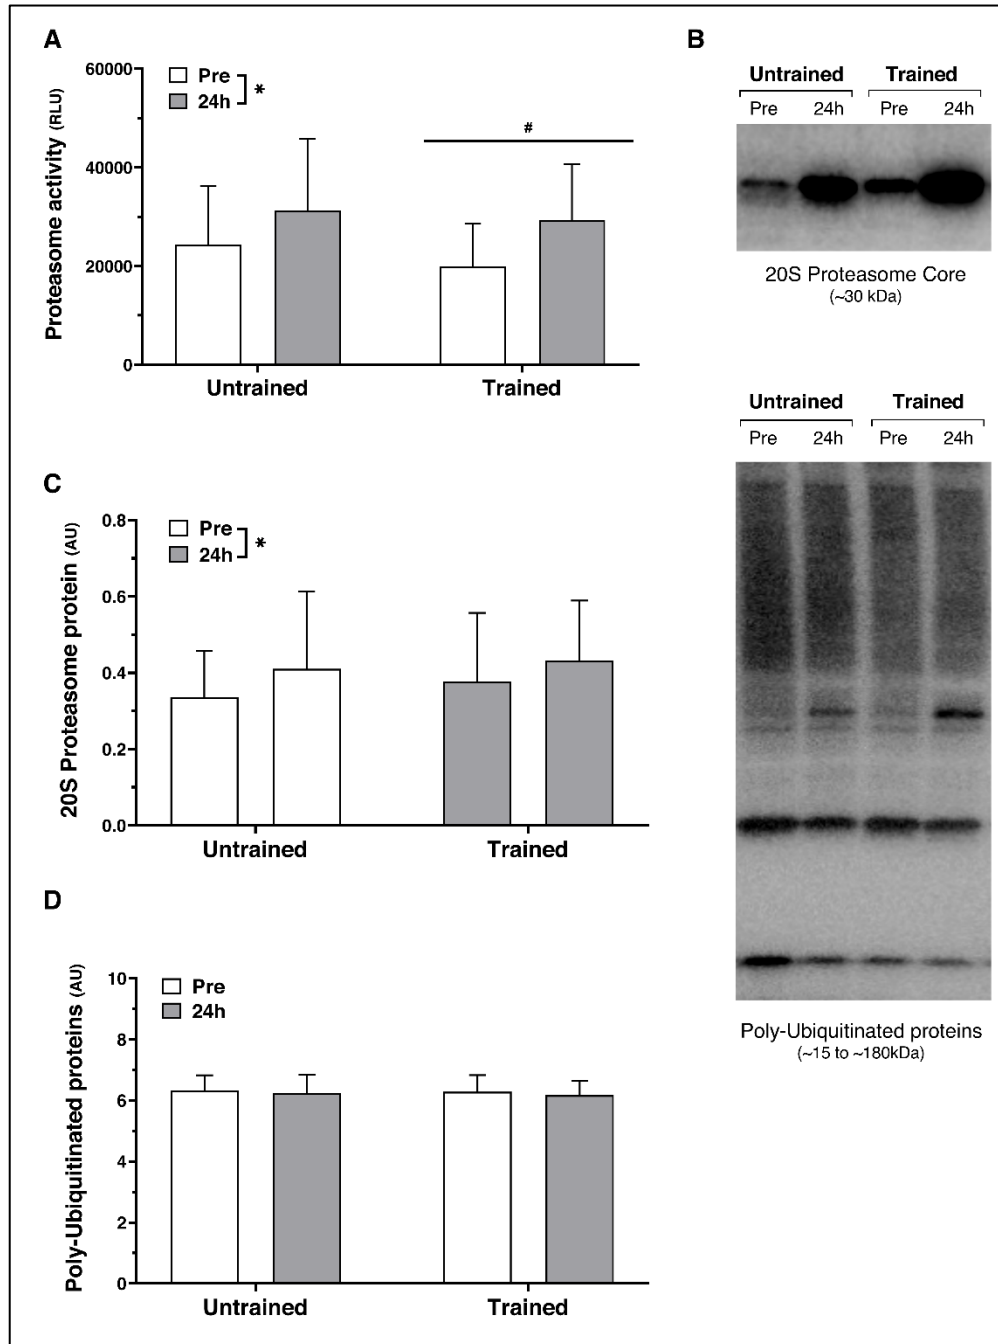 A
60000
40000
20000
0
Proteasome activity (RLU)
Pre
24h
*
#
Untrained Trained
B
Untrained Trained
Pre 24h Pre 24h
20S Proteasome Core
(~30 kDa)
Untrained Trained
Pre 24h Pre 24h
Poly-Ubiquitinated proteins
(~15 to ~180kDa)
C
0.8
0.6
0.4
0.2
0.0
20S Proteasome protein (AU)
Pre
24h
*
Untrained Trained
D
10
8
6
4
2
0
Poly-Ubiquitinated proteins (AU)
Pre
24h
Untrained Trained